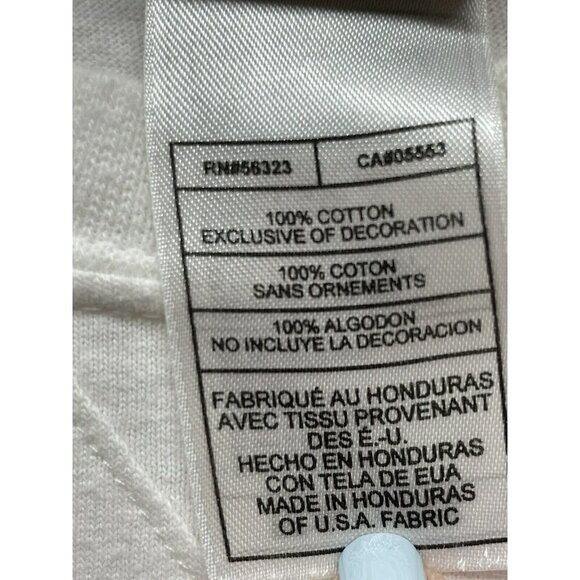 RN#56323 CA#05553
100% COTTON
EXCLUSIVE OF DECORATION
100% COTON
SANS ORNEMENTS
100% ALGODON
NO INCLUYE LA DECORACION
FABRIQUÉ AU HONDURAS
AVEC TISSU PROVENANT
DES É.-U.
HECHO EN HONDURAS
CON TELA DE EUA
MADE IN HONDURAS
OF U.S.A. FABRIC